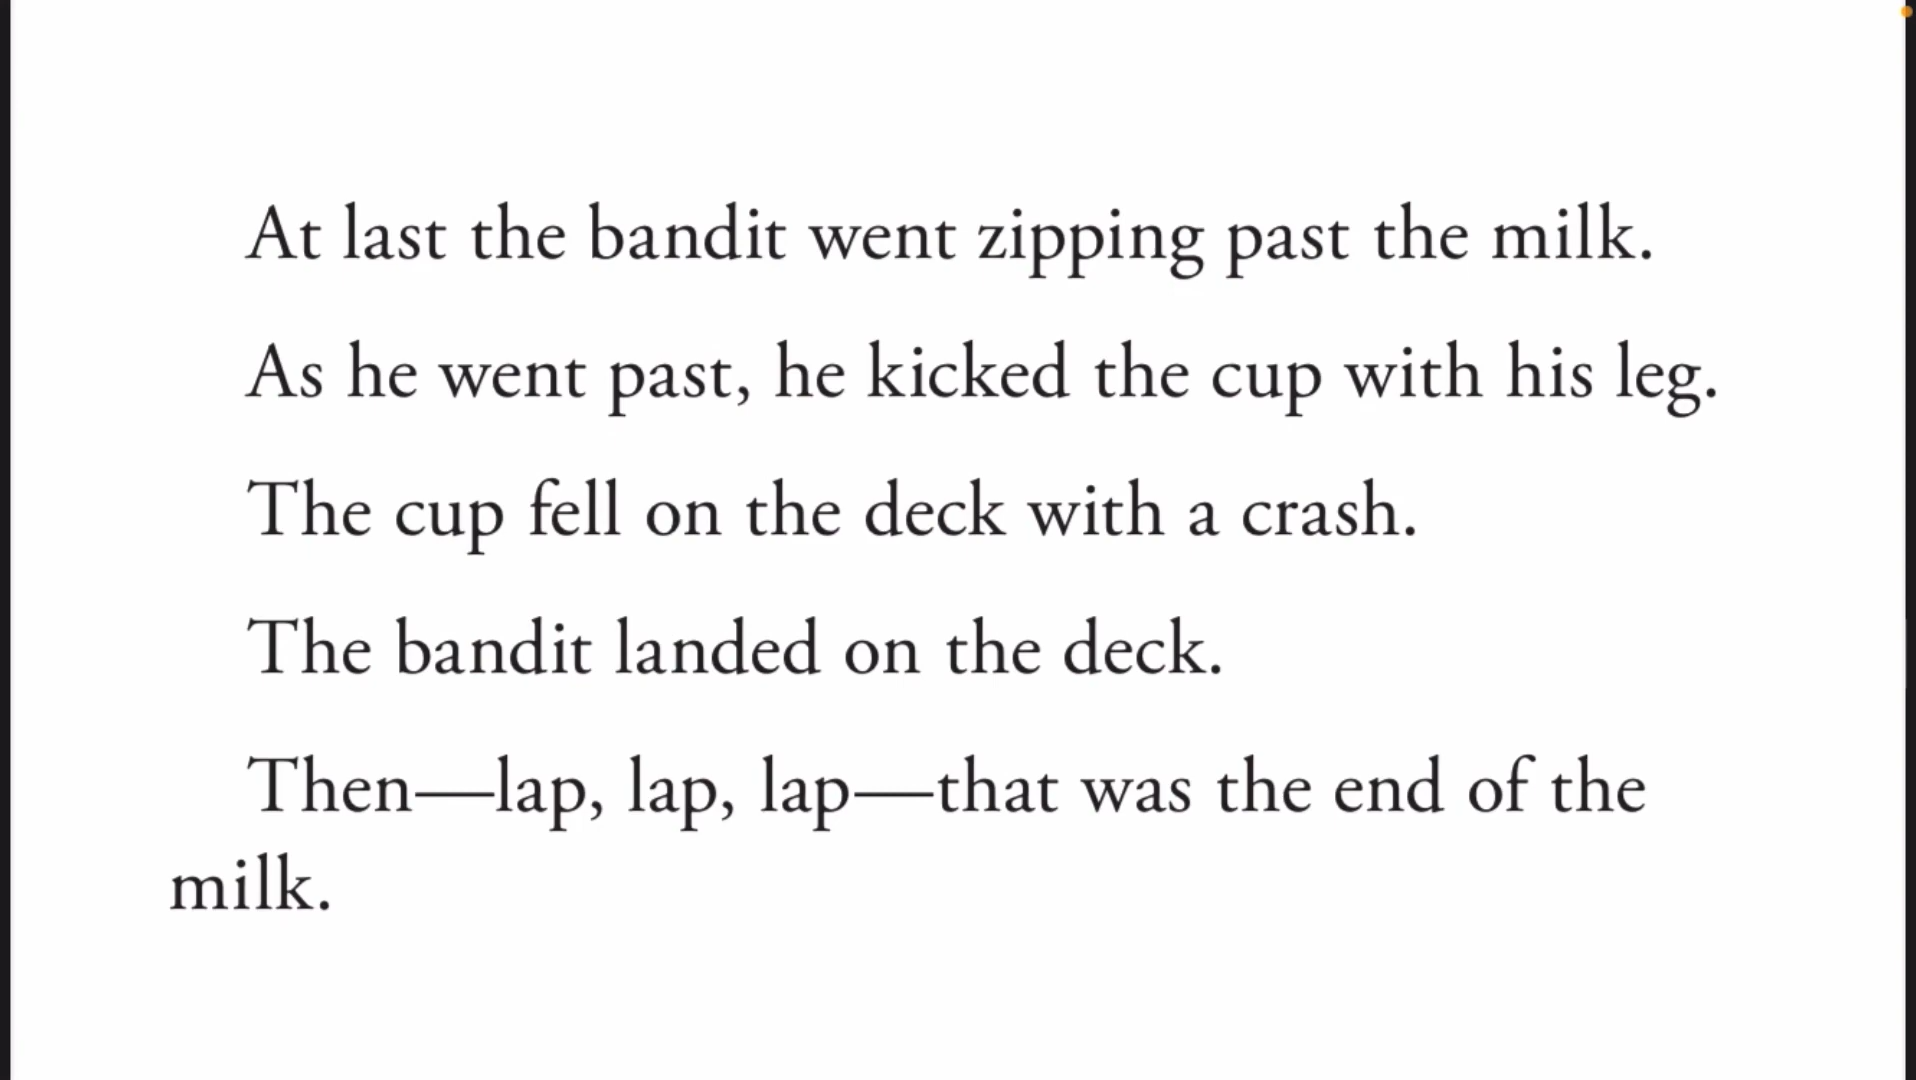 At last the bandit went zipping past the milk.
As he went past, he kicked the cup with his leg.
The cup fell on the deck with a crash.
The bandit landed on the deck.
Then—lap, lap, lap—that was the end of the
milk.